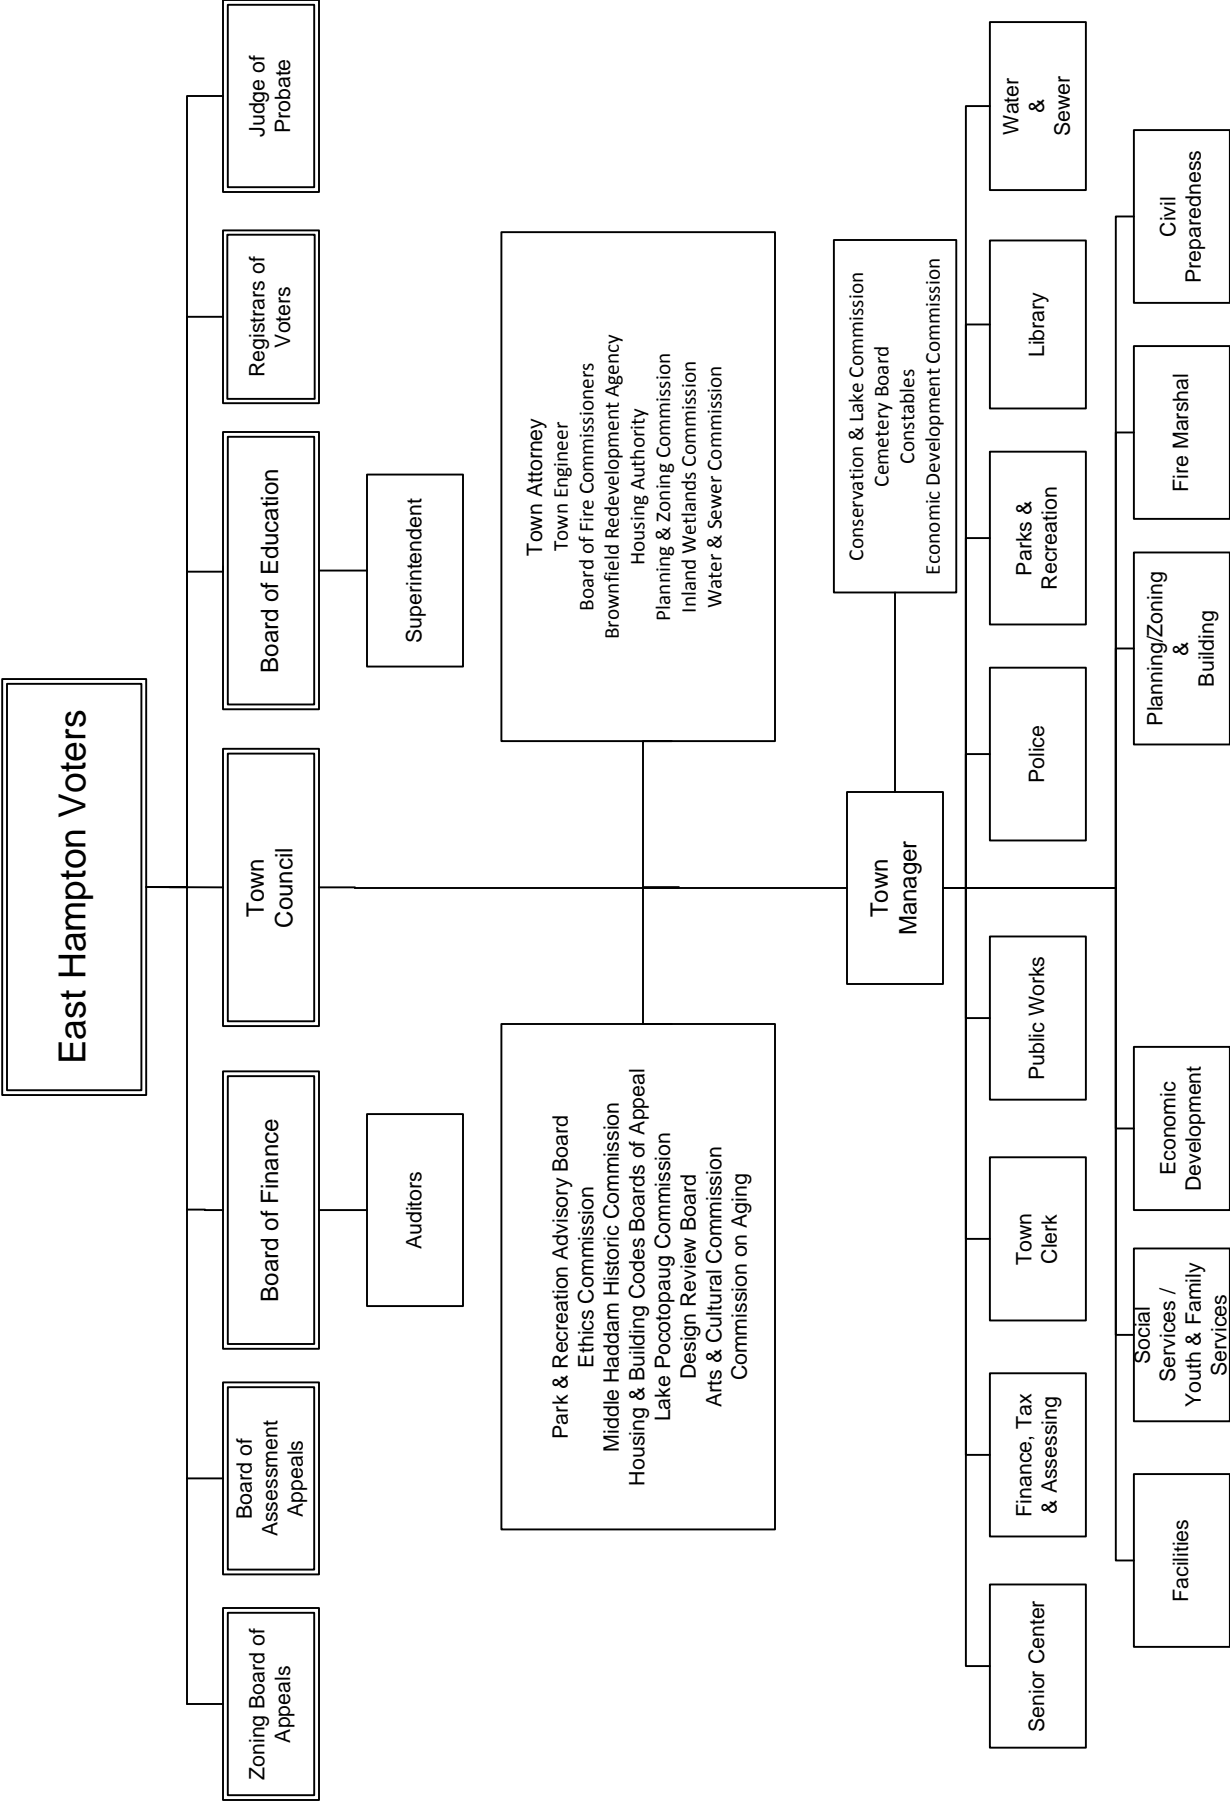 East Hampton Voters
Zoning Board of
Appeals
Board of
Assessment
Appeals
Board of Finance
Town
Council
Board of Education
Registrars of
Voters
Judge of
Probate
Auditors
Superintendent
Park & Recreation Advisory Board
Ethics Commission
Middle Haddam Historic Commission
Housing & Building Codes Boards of Appeal
Lake Pocotopaug Commission
Design Review Board
Arts & Cultural Commission
Commission on Aging
Town Attorney
Town Engineer
Board of Fire Commissioners
Brownfield Redevelopment Agency
Housing Authority
Planning & Zoning Commission
Inland Wetlands Commission
Water & Sewer Commission
Town
Manager
Conservation & Lake Commission
Cemetery Board
Constables
Economic Development Commission
Senior Center
Finance, Tax
& Assessing
Town
Clerk
Public Works
Police
Parks &
Recreation
Library
Water
&
Sewer
Facilities
Social
Services /
Youth & Family
Services
Economic
Development
Planning/Zoning
&
Building
Fire Marshal
Civil
Preparedness